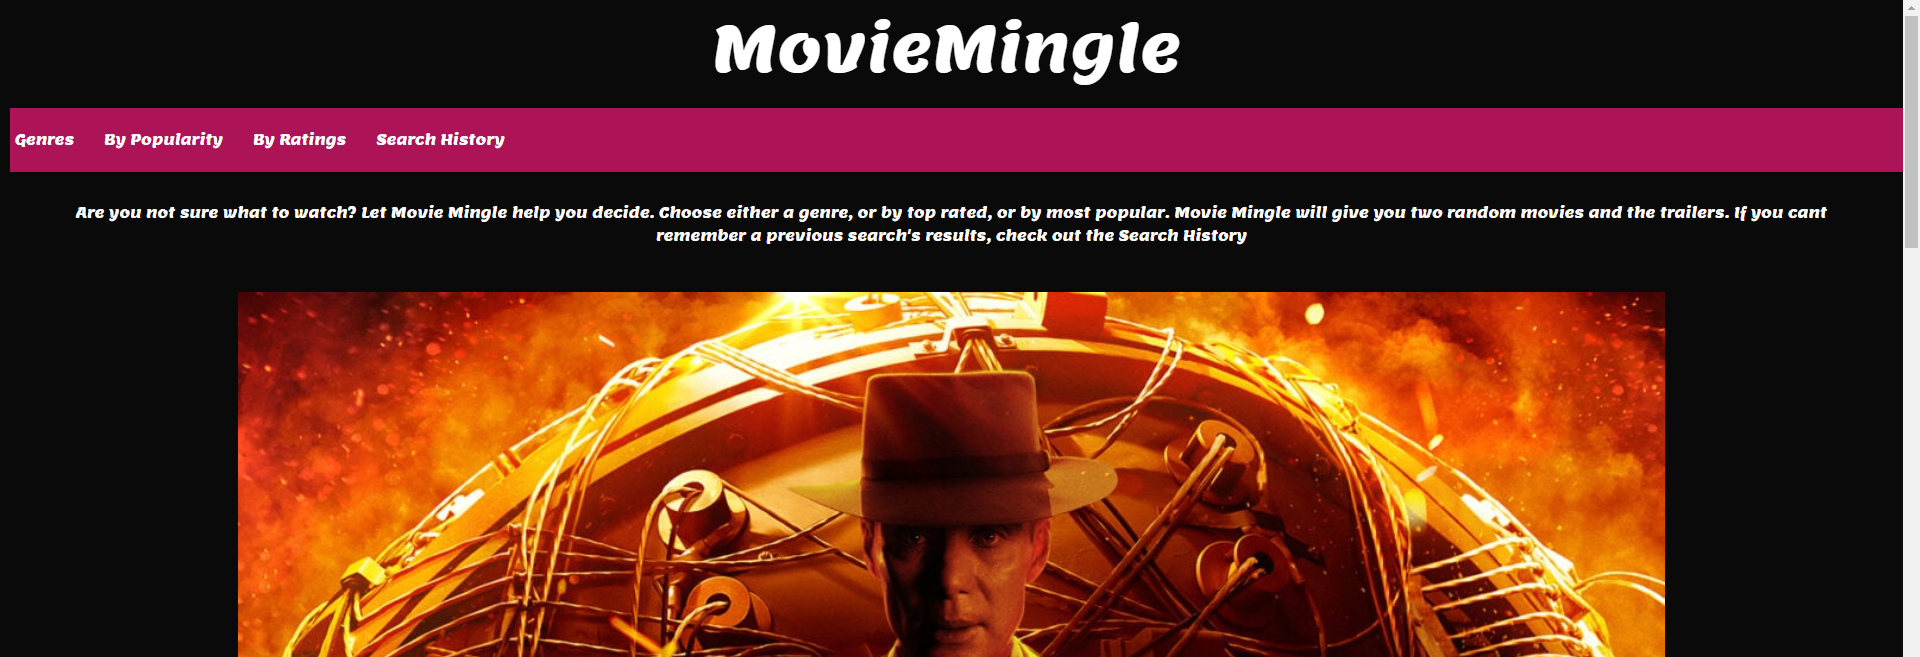 MovieMingle
Genres By Popularity By Ratings Search History
Are you not sure what to watch? Let Movie Mingle help you decide. Choose either a genre, or by top rated, or by most popular. Movie Mingle will give you two random movies and the trailers. If you cant
remember a previous search's results, check out the Search History